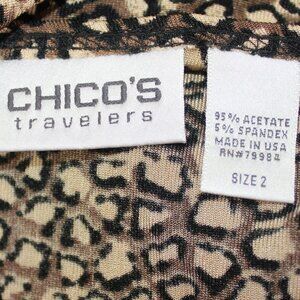 CHICO'S
travelers
95% ACETATE
5% SPANDEX
MADE IN USA
RN#79984
SIZE 2